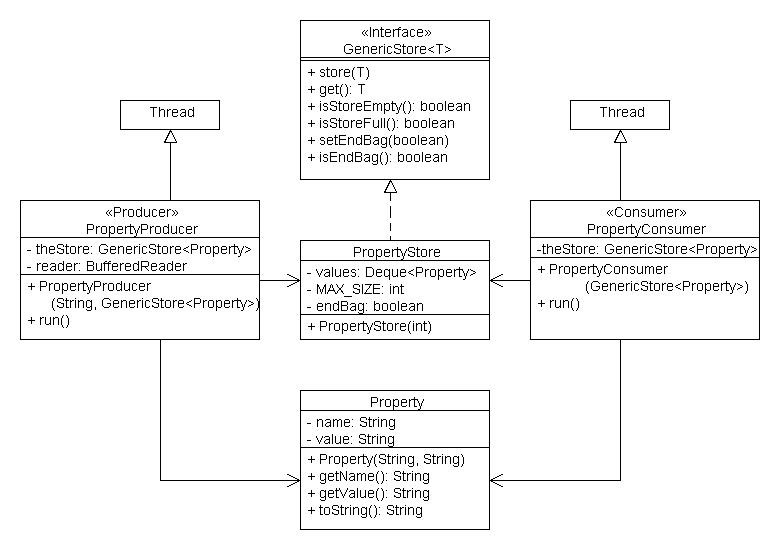 «Interface»
GenericStore<T>
+ store(T)
+ get(): T
+ isStoreEmpty(): boolean
+ isStoreFull(): boolean
+ setEndBag(boolean)
+ isEndBag(): boolean
Thread
Thread
«Producer»
PropertyProducer
- theStore: GenericStore<Property>
- reader: BufferedReader
+ PropertyProducer
(String, GenericStore<Property>)
+ run()
PropertyStore
- values: Deque<Property>
- MAX_SIZE: int
- endBag: boolean
+ PropertyStore(int)
«Consumer»
PropertyConsumer
-theStore: GenericStore<Property>
+ PropertyConsumer
(GenericStore<Property>)
+ run()
Property
- name: String
- value: String
+ Property(String, String)
+ getName(): String
+ getValue(): String
+ toString(): String